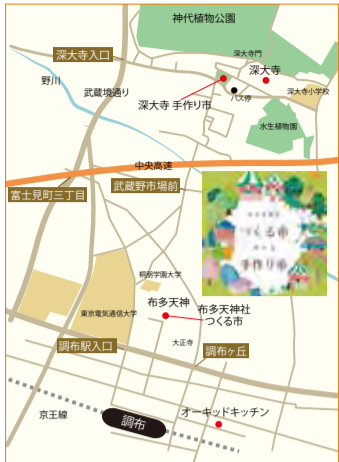 神代植物公園
深大寺入口
深大寺門
野川
武蔵境通り
深大寺
深大寺 手作り市
バス停
深大寺小学校
水生植物園
中央高速
富士見町三丁目
武蔵野市場前
つくる市
手作り市
桐朋学園大学
布多天神
布多天神社
つくる市
東京電気通信大学
大正寺
調布駅入口
調布ヶ丘
京王線
調布
オーキッドキッチン